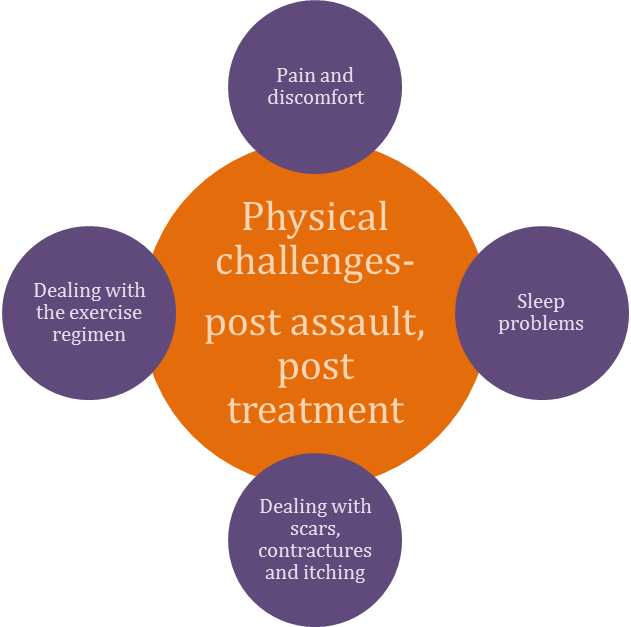 Pain and
discomfort
Physical
challenges-
post assault,
post
treatment
Dealing with
the exercise
regimen
Sleep
problems
Dealing with
scars,
contractures
and itching